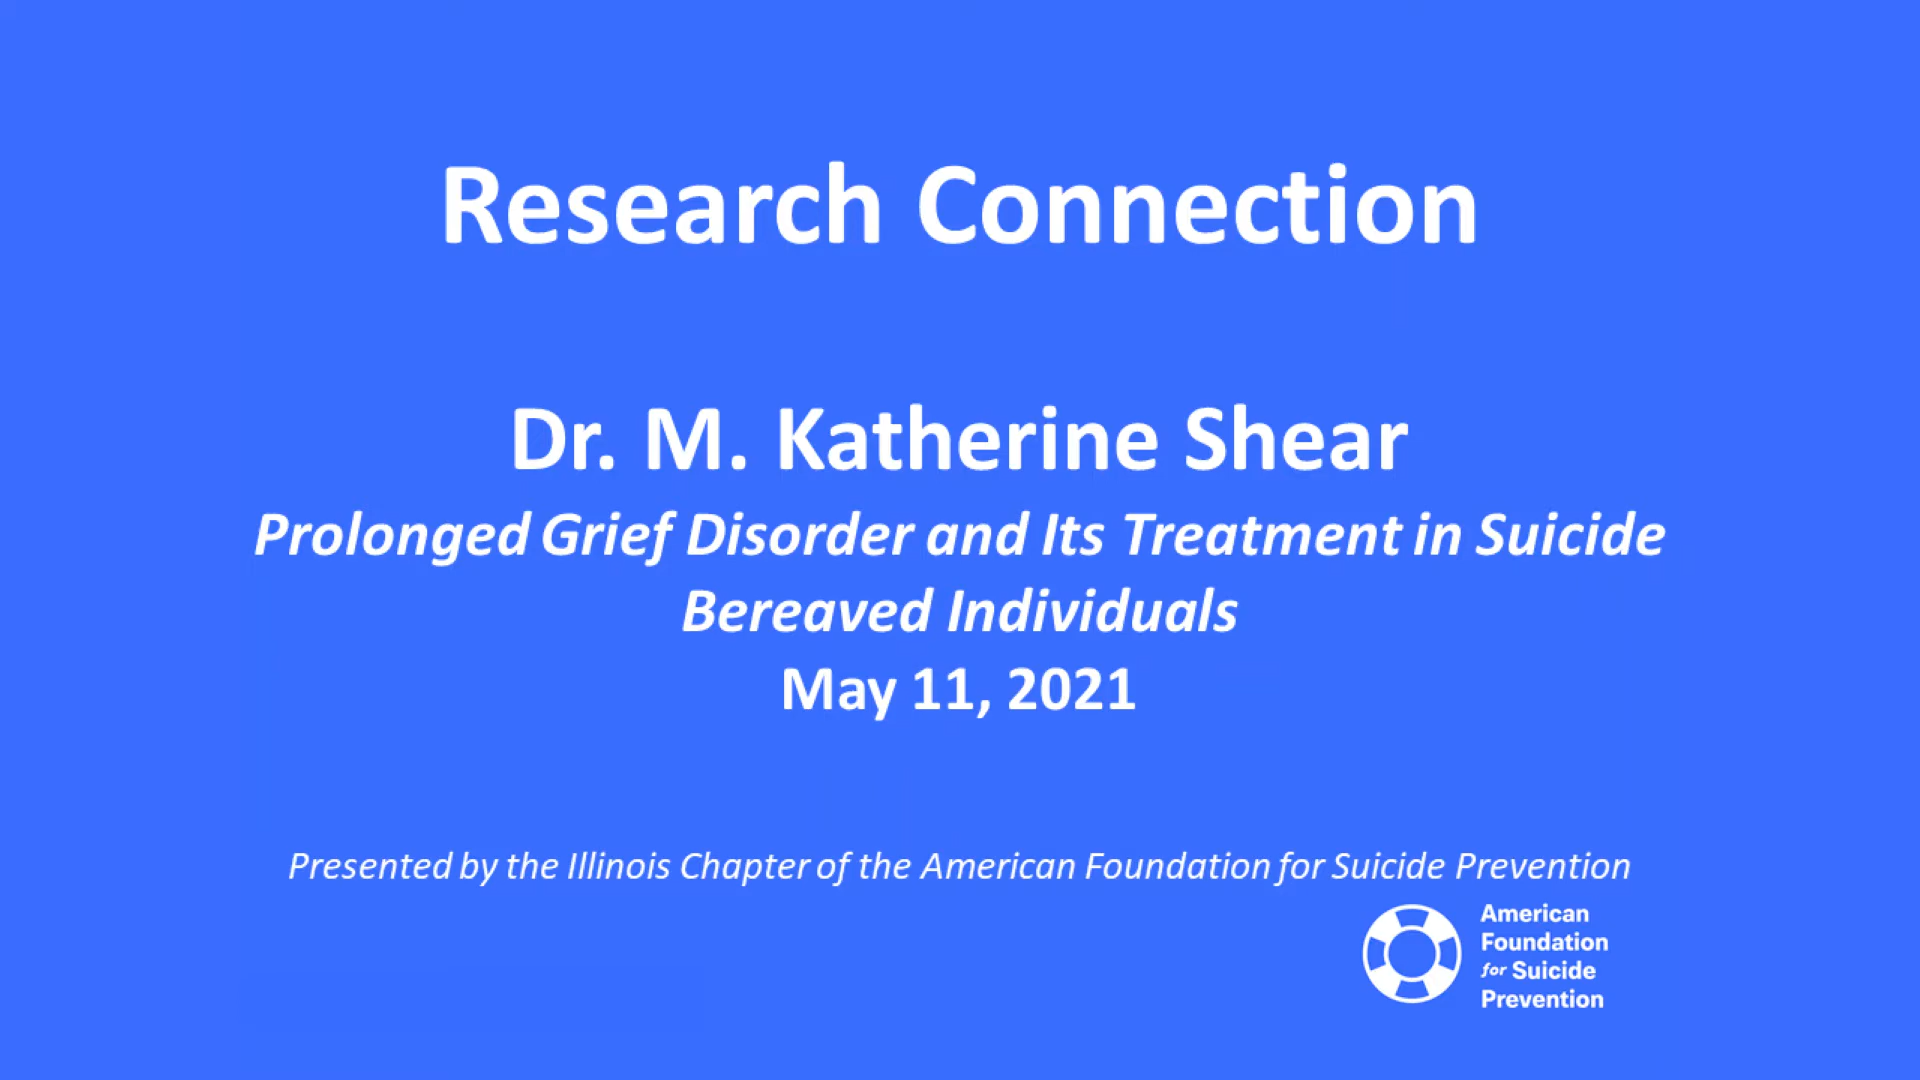 Research Connection
Dr. M. Katherine Shear
Prolonged Grief Disorder and Its Treatment in Suicide
Bereaved Individuals
May 11, 2021
Presented by the Illinois Chapter of the American Foundation for Suicide Prevention
American
Foundation
for Suicide
Prevention